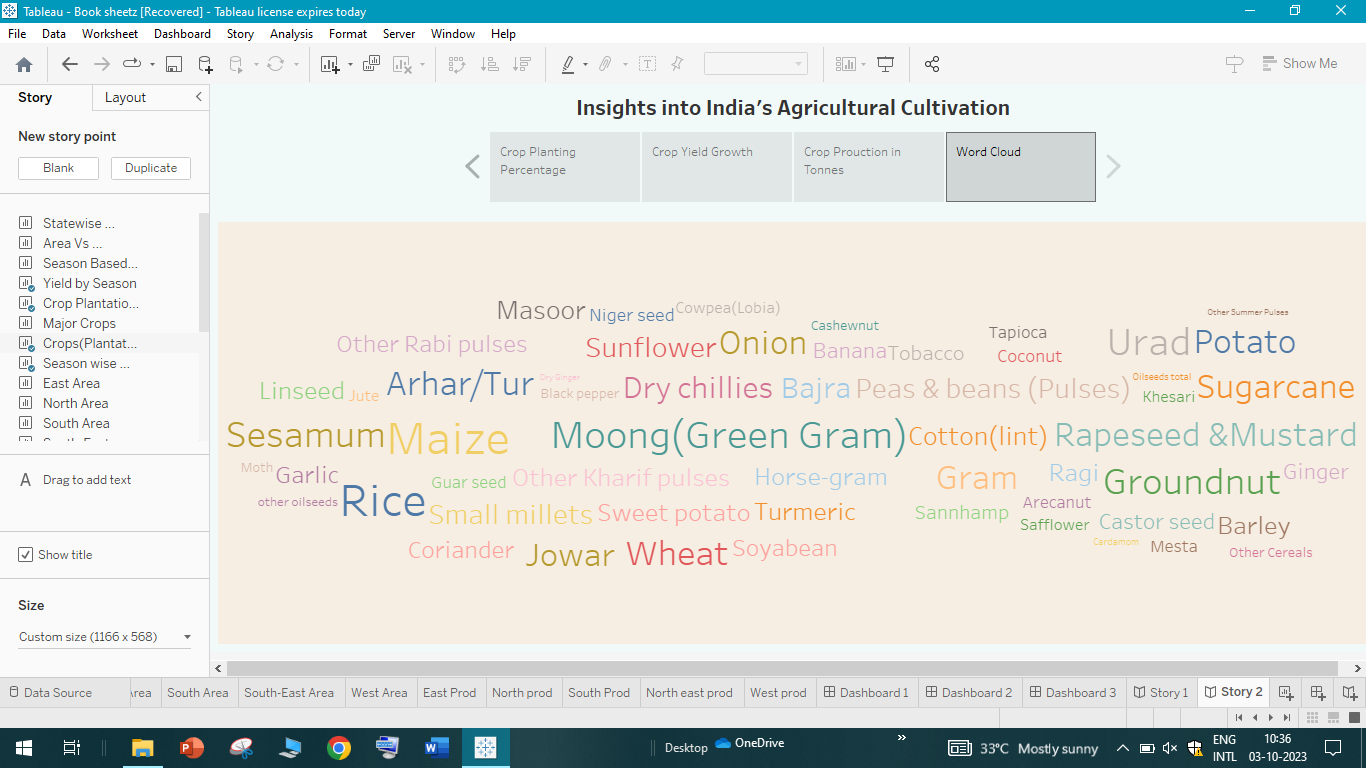 Tableau - Book sheetz [Recovered] - Tableau license expires today
File Data Worksheet Dashboard Story Analysis Format Server Window Help
Show Me
Story Layout
New story point
Blank Duplicate
Statewise ...
Area Vs ...
Season Based...
Yield by Season
Crop Plantatio...
Major Crops
Crops(Plantat...
Season wise ...
East Area
North Area
South Area
Drag to add text
Show title
Size
Custom size (1166 x 568)
Insights into India’s Agricultural Cultivation
Crop Planting
Percentage
Crop Yield Growth
Crop Prouction in
Tonnes
Word Cloud
Masoor Niger seed Cowpea(Lobia) Cashewnut Tapioca Other Summer Pulses
Other Rabi pulses Sunflower Onion Banana Tobacco Coconut Urad Potato
Linseed Jute Arhar/Tur Dry Ginger Black pepper Dry chillies Bajra Peas & beans (Pulses) Oilseeds total Khesari Sugarcane
Sesamum Maize Moong(Green Gram) Cotton(lint) Rapeseed &Mustard
Moth Garlic Guar seed Other Kharif pulses Horse-gram Gram Ragi Groundnut Ginger
other oilseeds Rice Small millets Sweet potato Turmeric Sannhamp Arecanut Safflower Castor seed Barley
Coriander Jowar Wheat Soyabean Cardamom Mesta Other Cereals
Data Source rea South Area South-East Area West Area East Prod North prod South Prod North east prod West prod Dashboard 1 Dashboard 2 Dashboard 3 Story 1 Story 2
Desktop OneDrive » 33°C Mostly sunny ENG 10:36
INTL 03-10-2023